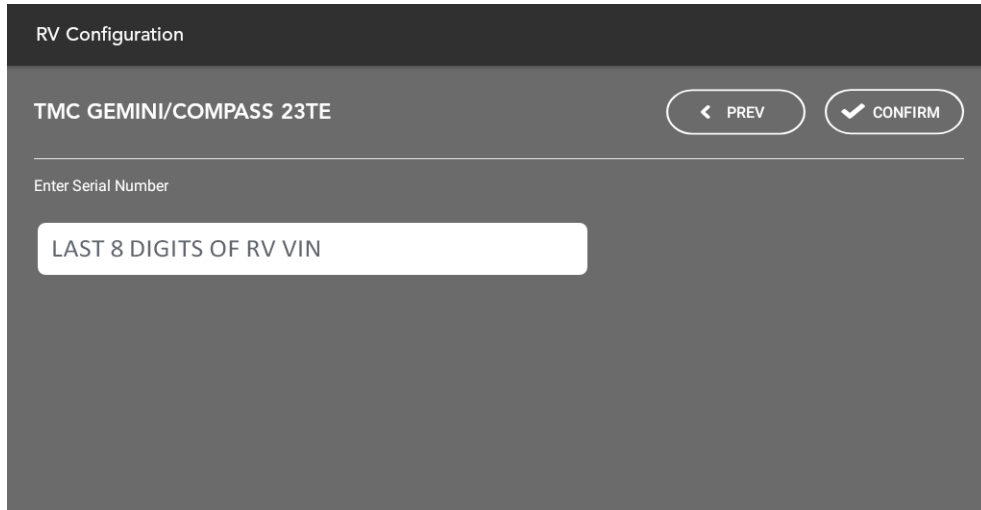 RV Configuration
TMC GEMINI/COMPASS 23TE
PREV
CONFIRM
Enter Serial Number
LAST 8 DIGITS OF RV VIN